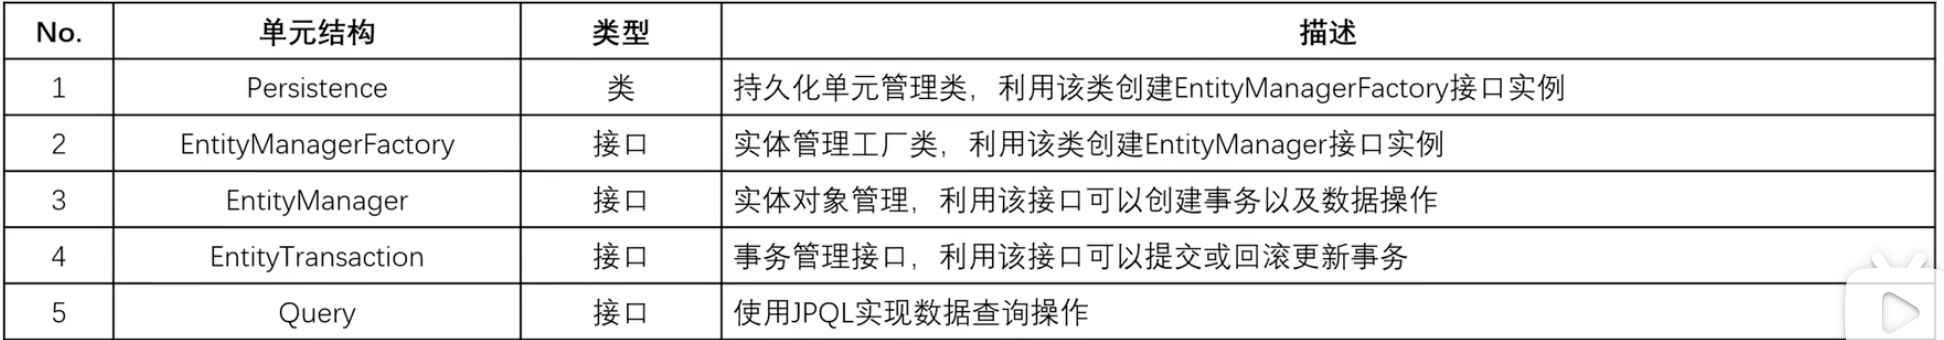 No. 单元结构 类型 描述
1 Persistence 类 持久化单元管理类，利用该类创建EntityManagerFactory接口实例
2 EntityManagerFactory 接口 实体管理工厂类，利用该类创建EntityManager接口实例
3 EntityManager 接口 实体对象管理，利用该接口可以创建事务以及数据操作
4 EntityTransaction 接口 事务管理接口，利用该接口可以提交或回滚更新事务
5 Query 接口 使用JPQL实现数据查询操作